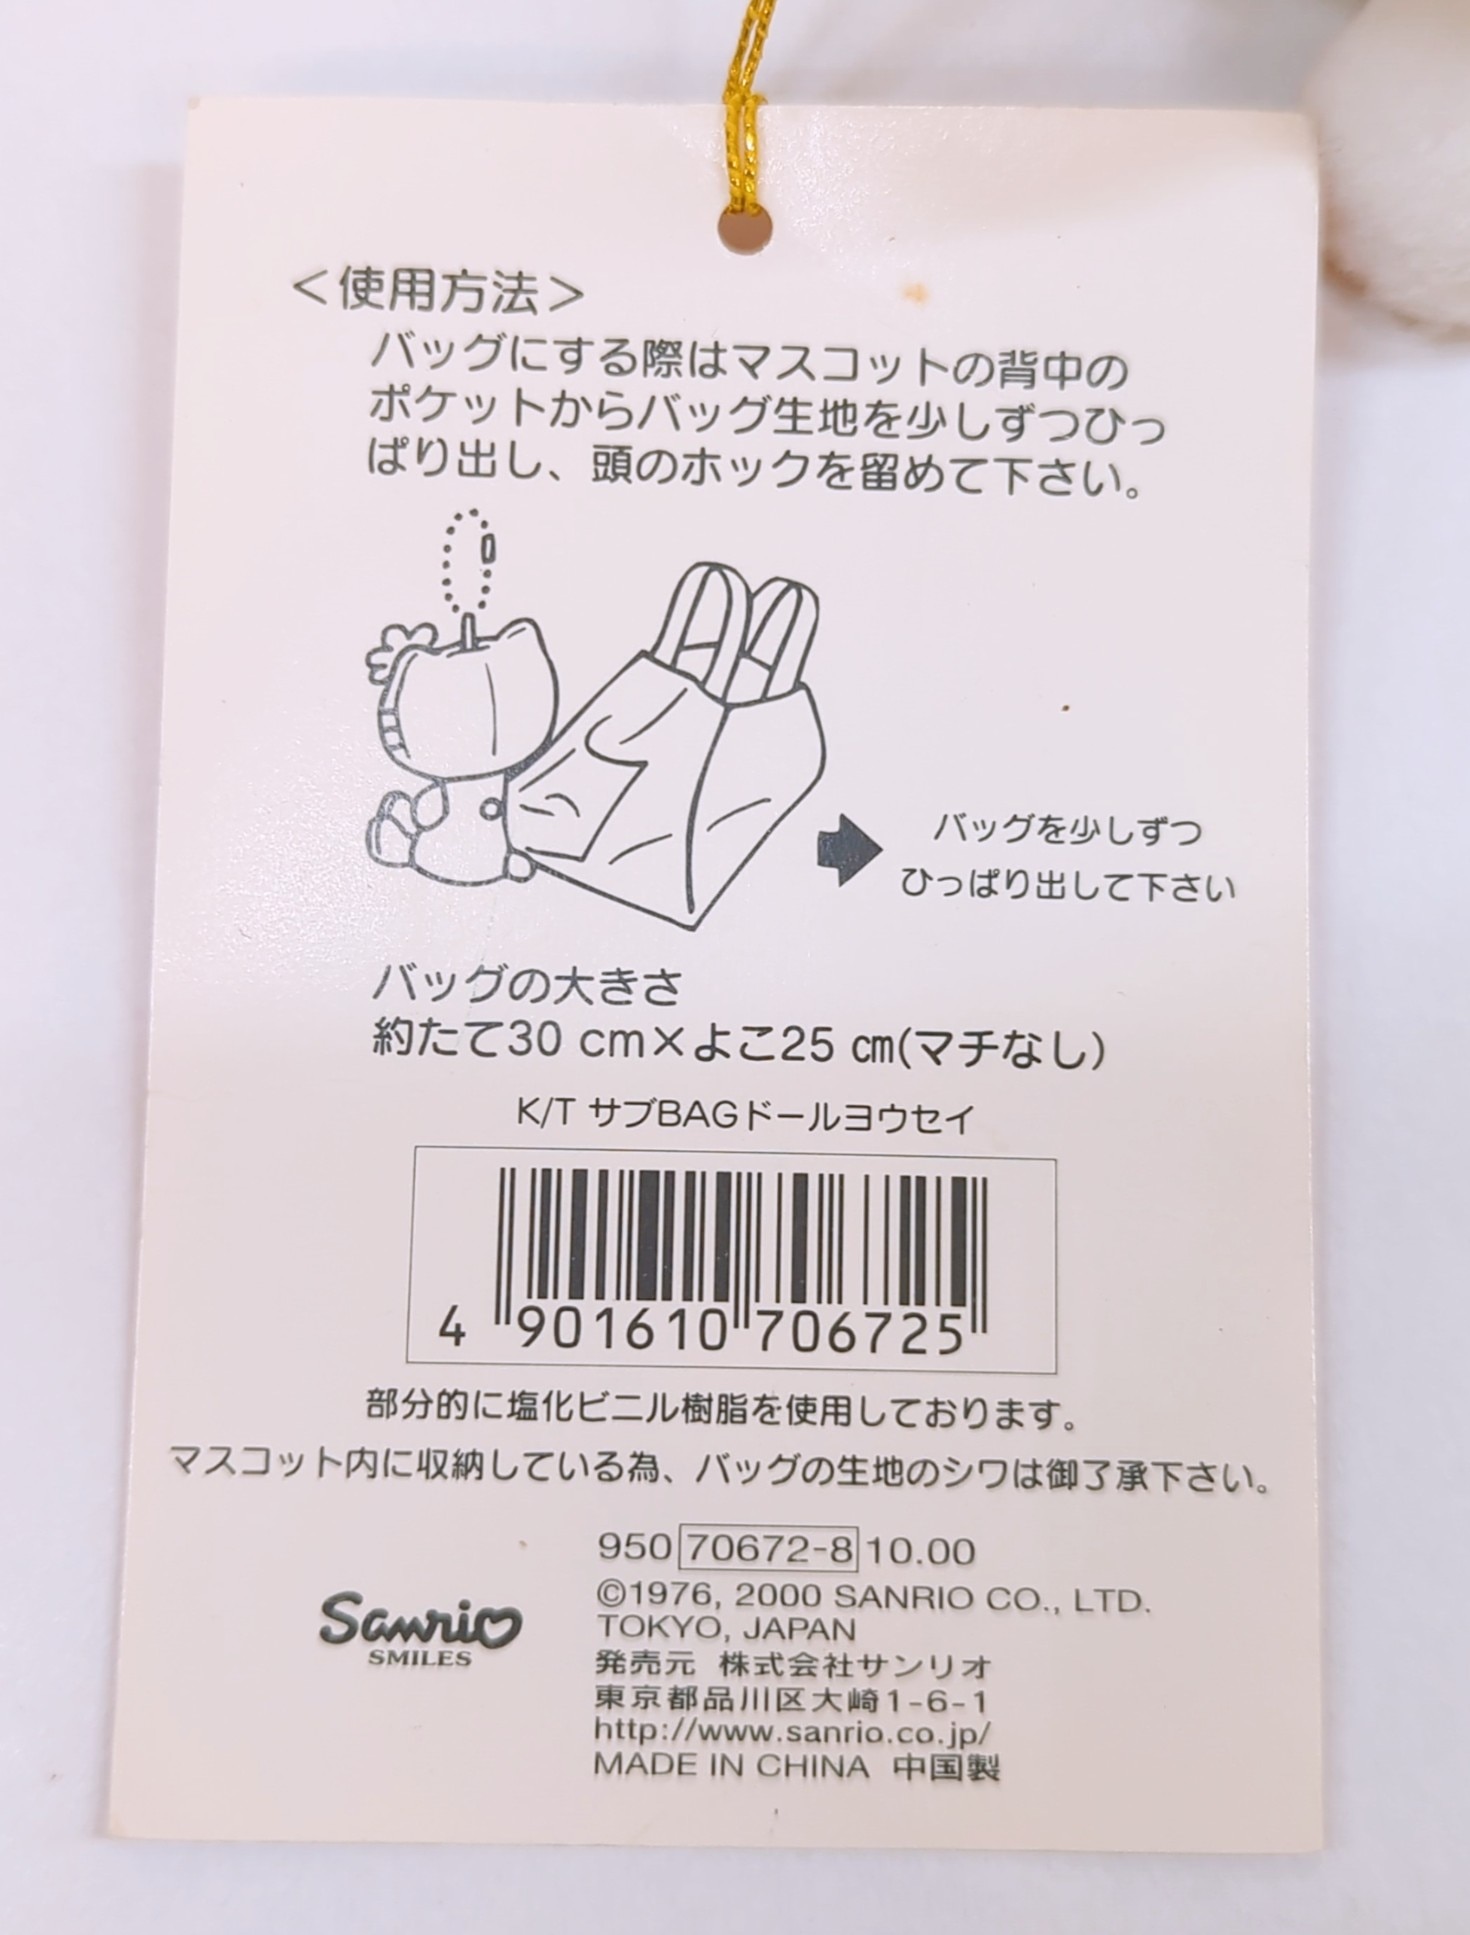 ＜使用方法＞
バッグにする際はマスコットの背中の
ポケットからバッグ生地を少しずつひっ
ぱり出し、頭のホックを留めて下さい。
バッグを少しずつ
ひっぱり出して下さい
バッグの大きさ
約たて30 cm×よこ25 cm(マチなし)
K/T サブBAGドールヨウセイ
4 901610 706725
部分的に塩化ビニル樹脂を使用しております。
マスコット内に収納している為、バッグの生地のシワは御了承下さい。
950 70672-8 10.00
©1976, 2000 SANRIO CO., LTD.
TOKYO, JAPAN
Sanrio
SMILES
発売元 株式会社サンリオ
東京都品川区大崎1-6-1
http://www.sanrio.co.jp/
MADE IN CHINA 中国製